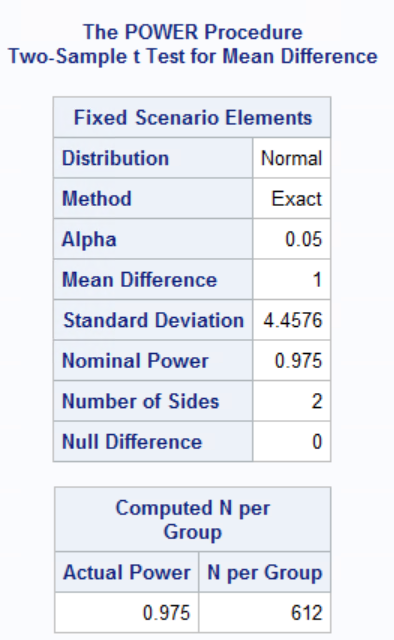 The POWER Procedure
Two-Sample t Test for Mean Difference
Fixed Scenario Elements
Distribution Normal
Method Exact
Alpha 0.05
Mean Difference 1
Standard Deviation 4.4576
Nominal Power 0.975
Number of Sides 2
Null Difference 0
Computed N per
Group
Actual Power N per Group
0.975 612